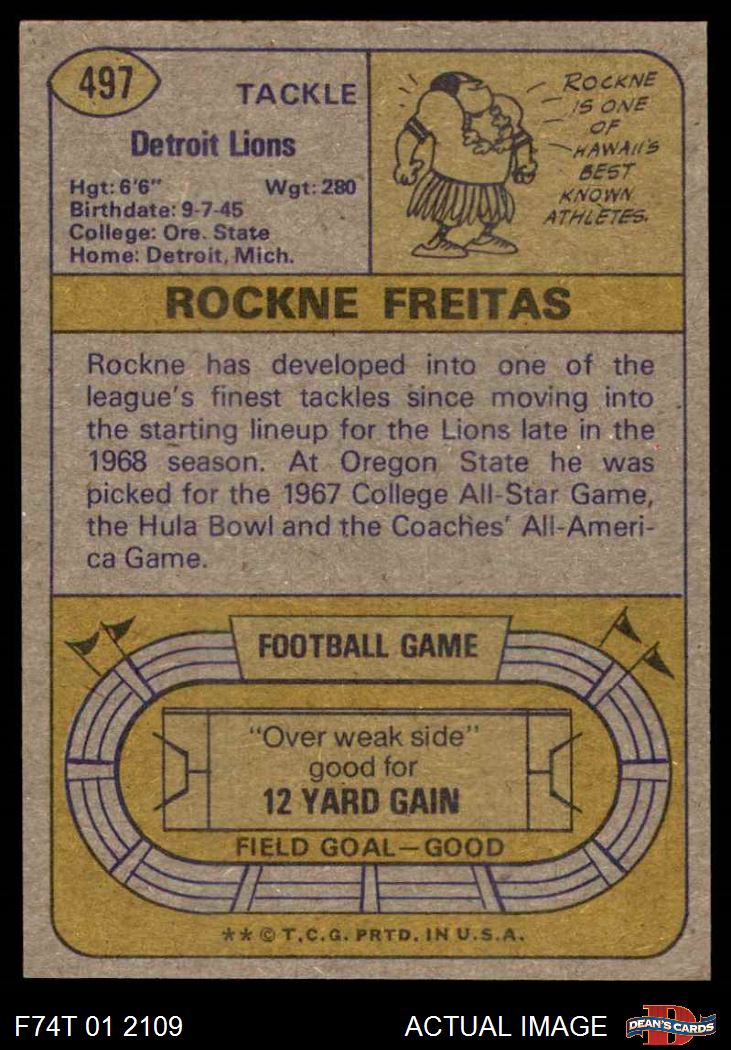 497
TACKLE
Detroit Lions
Hgt: 6'6" Wgt: 280
Birthdate: 9-7-45
College: Ore. State
Home: Detroit, Mich.
ROCKNE
IS ONE
OF
HAWAII'S
BEST
KNOWN
ATHLETES.
ROCKNE FREITAS
Rockne has developed into one of the
league's finest tackles since moving into
the starting lineup for the Lions late in the
1968 season. At Oregon State he was
picked for the 1967 College All-Star Game,
the Hula Bowl and the Coaches' All-Ameri-
ca Game.
FOOTBALL GAME
"Over weak side"
good for
12 YARD GAIN
FIELD GOAL—GOOD
** © T.C.G. PRTD. IN U.S.A.
F74T 01 2109 ACTUAL IMAGE
D
DEAN'S CARDS